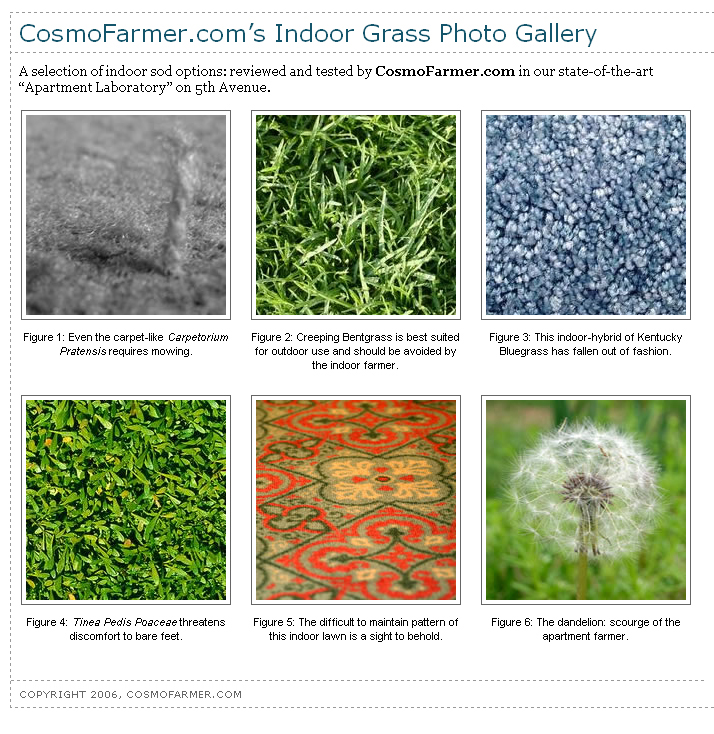 CosmoFarmer.com’s Indoor Grass Photo Gallery
A selection of indoor sod options: reviewed and tested by CosmoFarmer.com in our state-of-the-art
“Apartment Laboratory” on 5th Avenue.
Figure 1: Even the carpet-like Carpetorium
Pratensis requires mowing.
Figure 2: Creeping Bentgrass is best suited
for outdoor use and should be avoided by
the indoor farmer.
Figure 3: This indoor-hybrid of Kentucky
Bluegrass has fallen out of fashion.
Figure 4: Tinea Pedis Poaceae threatens
discomfort to bare feet.
Figure 5: The difficult to maintain pattern of
this indoor lawn is a sight to behold.
Figure 6: The dandelion: scourge of the
apartment farmer.
COPYRIGHT 2006, COSMOFARMER.COM